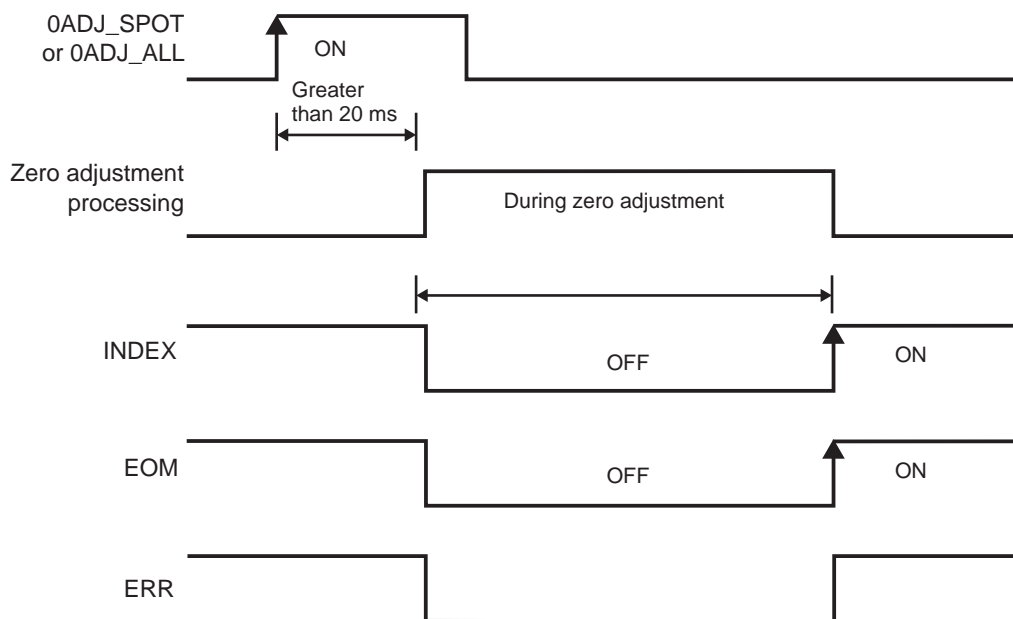 0ADJ_SPOT
or 0ADJ_ALL
ON
Greater
than 20 ms
Zero adjustment
processing
During zero adjustment
INDEX
OFF
ON
EOM
OFF
ON
ERR